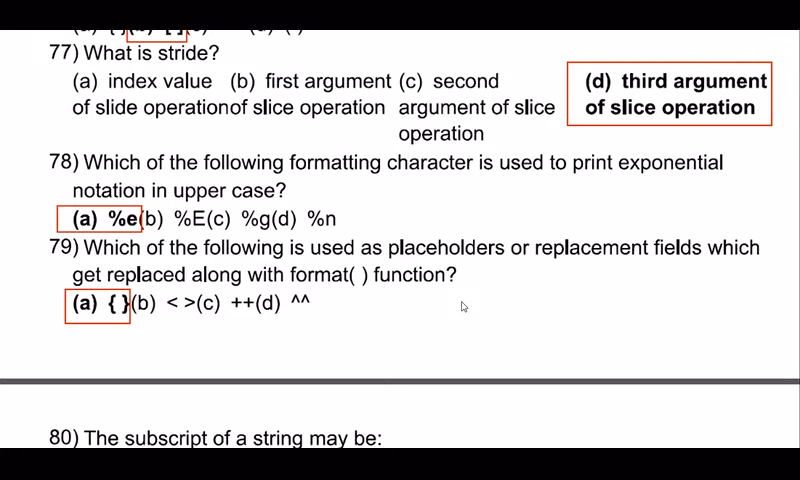 77) What is stride?
(a) index value (b) first argument (c) second (d) third argument
of slide operationof slice operation argument of slice of slice operation
operation
78) Which of the following formatting character is used to print exponential
notation in upper case?
(a) %e(b) %E(c) %g(d) %n
79) Which of the following is used as placeholders or replacement fields which
get replaced along with format( ) function?
(a) { }(b) < >(c) ++(d) ^^
80) The subscript of a string may be: